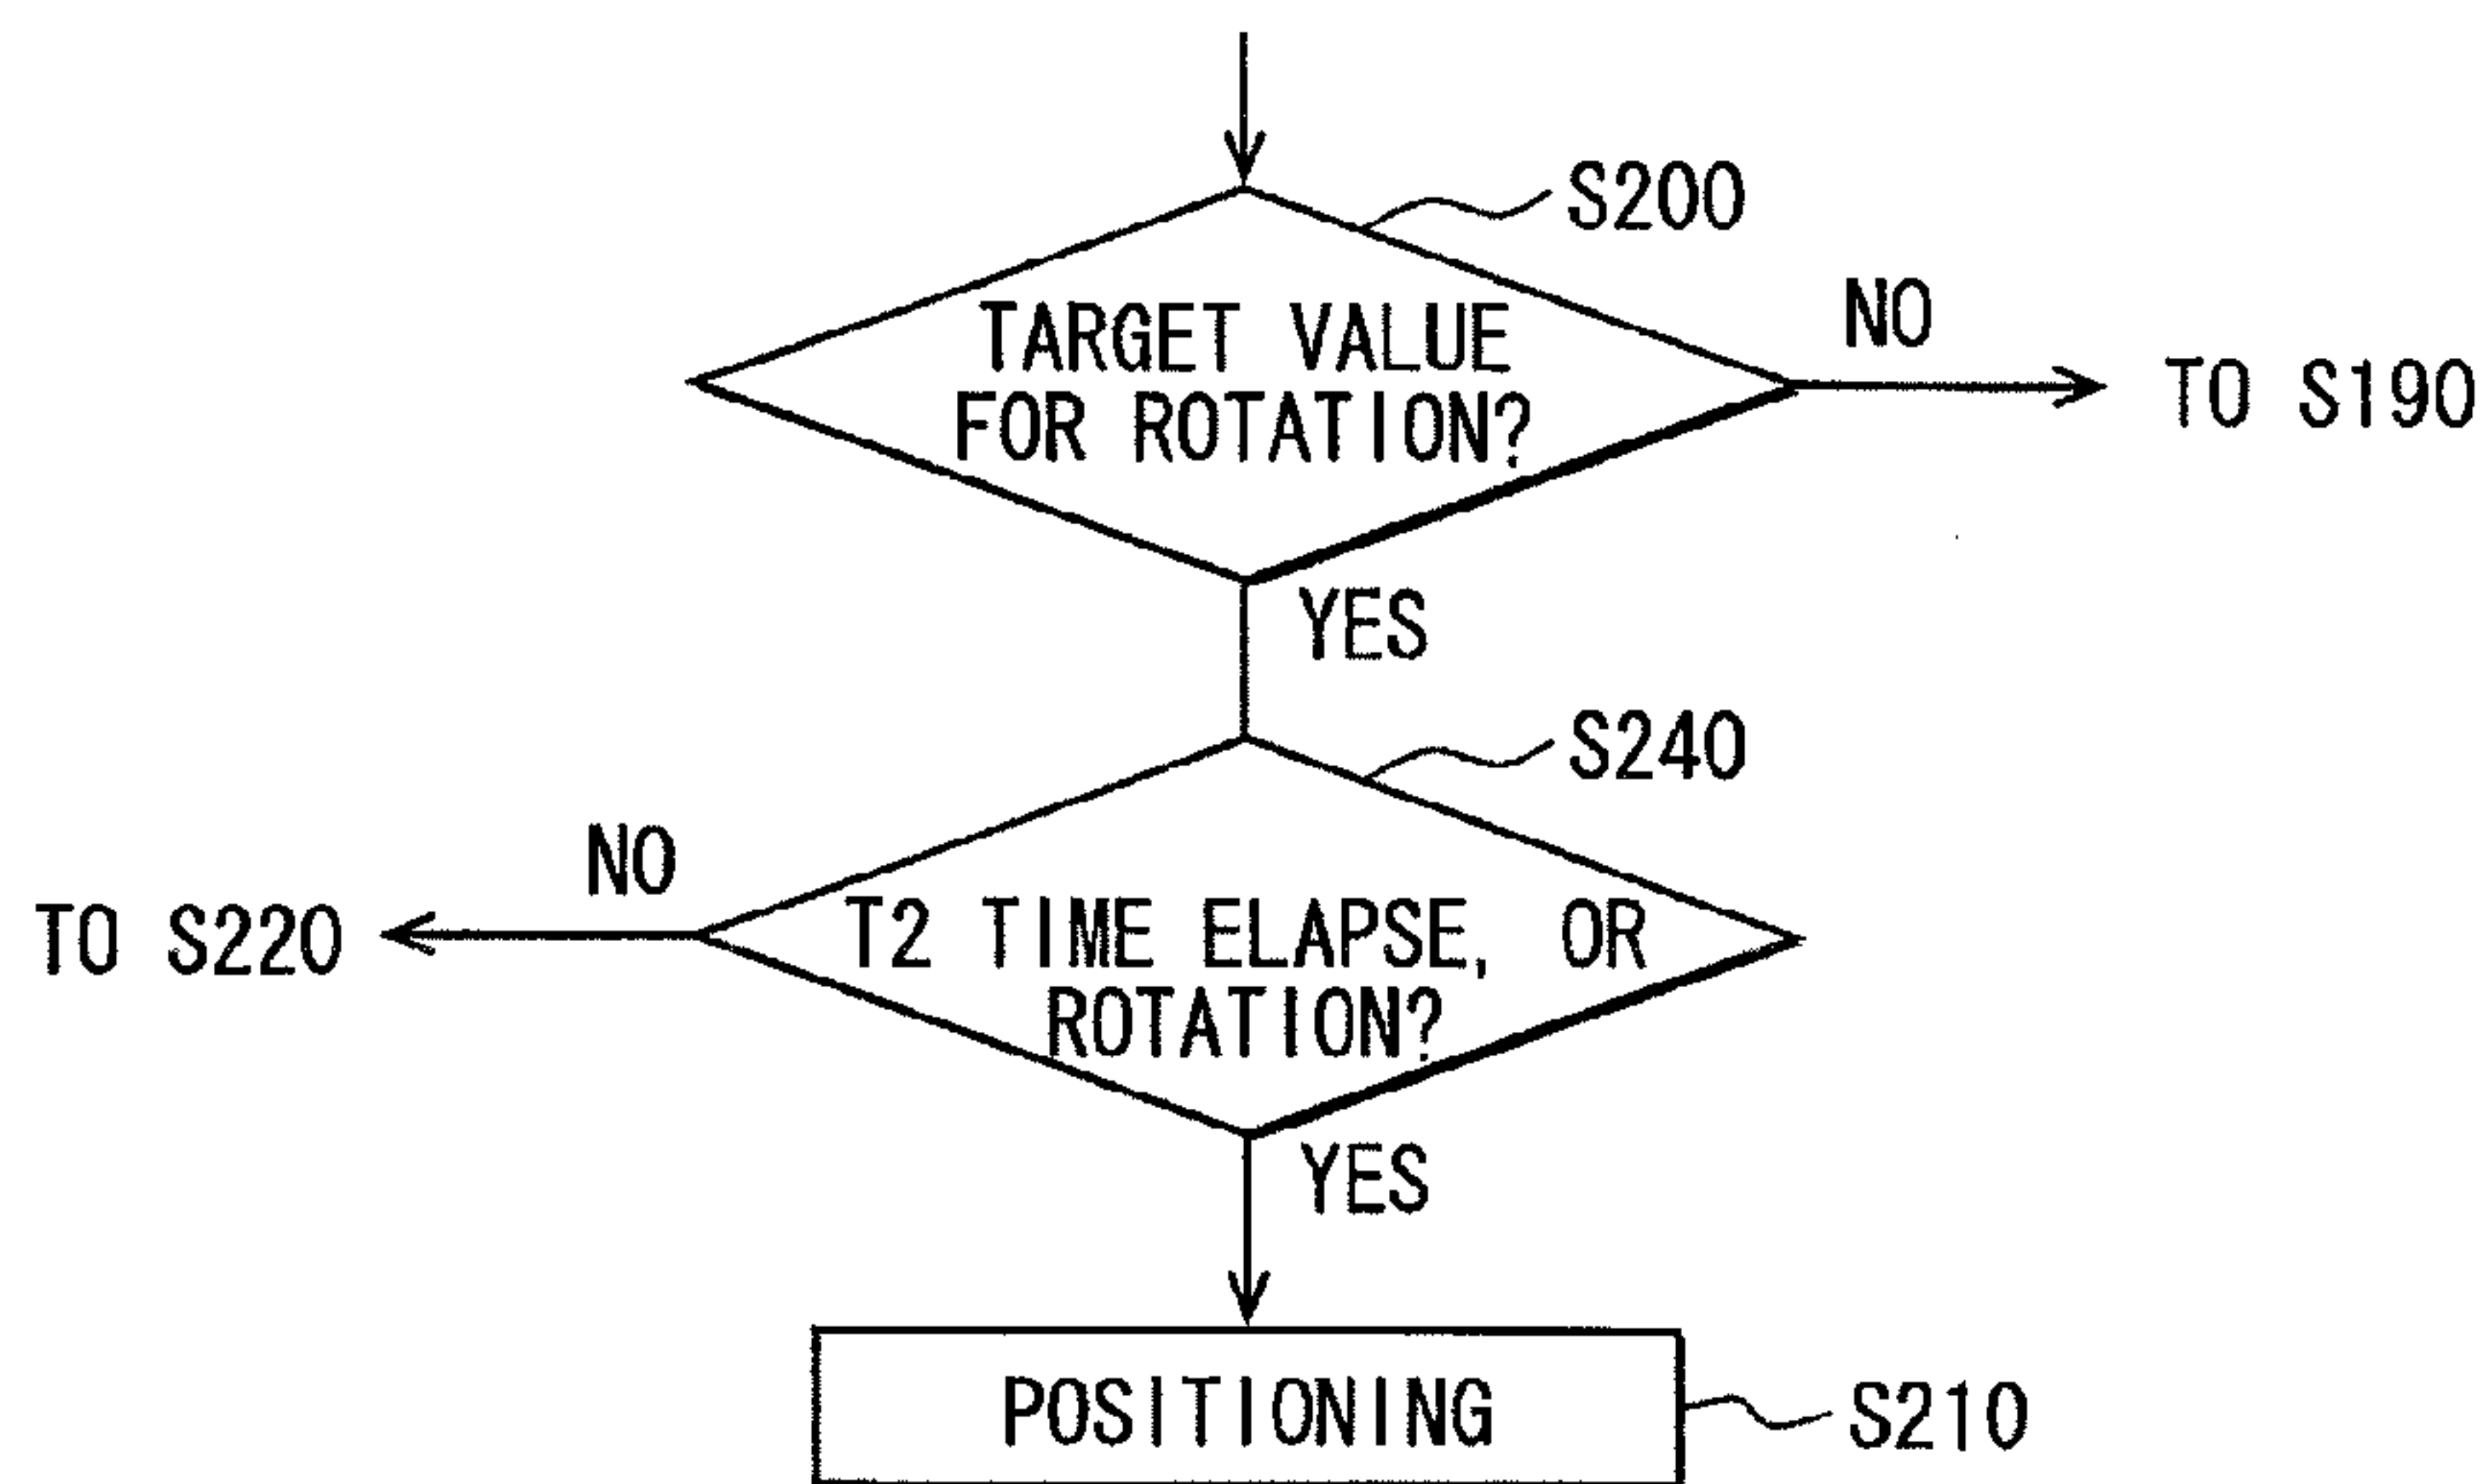 S200
TARGET VALUE
FOR ROTATION?
NO
TO S190
YES
S240
NO
T2 TIME ELAPSE, OR
ROTATION?
TO S220
YES
POSITIONING
S210